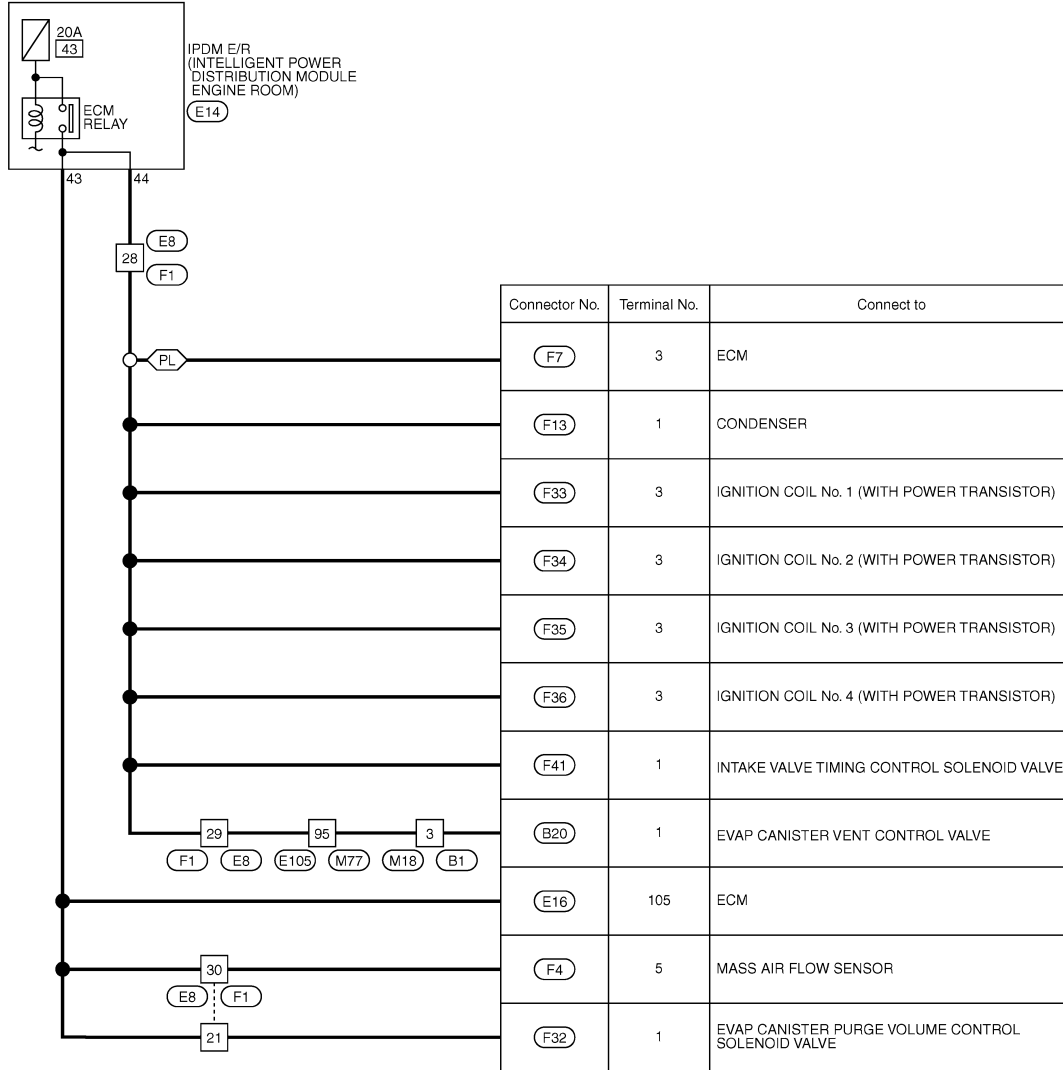 20A
43
IPDM E/R
(INTELLIGENT POWER
DISTRIBUTION MODULE
ENGINE ROOM)
E14
ECM
RELAY
43
44
28
E8
F1
Connector No.
Terminal No.
Connect to
PL
F7
3
ECM
F13
1
CONDENSER
F33
3
IGNITION COIL No. 1 (WITH POWER TRANSISTOR)
F34
3
IGNITION COIL No. 2 (WITH POWER TRANSISTOR)
F35
3
IGNITION COIL No. 3 (WITH POWER TRANSISTOR)
F36
3
IGNITION COIL No. 4 (WITH POWER TRANSISTOR)
F41
1
INTAKE VALVE TIMING CONTROL SOLENOID VALVE
29
95
3
F1
E8
E105
M77
M18
B1
B20
1
EVAP CANISTER VENT CONTROL VALVE
E16
105
ECM
30
E8
F1
F4
5
MASS AIR FLOW SENSOR
21
F32
1
EVAP CANISTER PURGE VOLUME CONTROL
SOLENOID VALVE